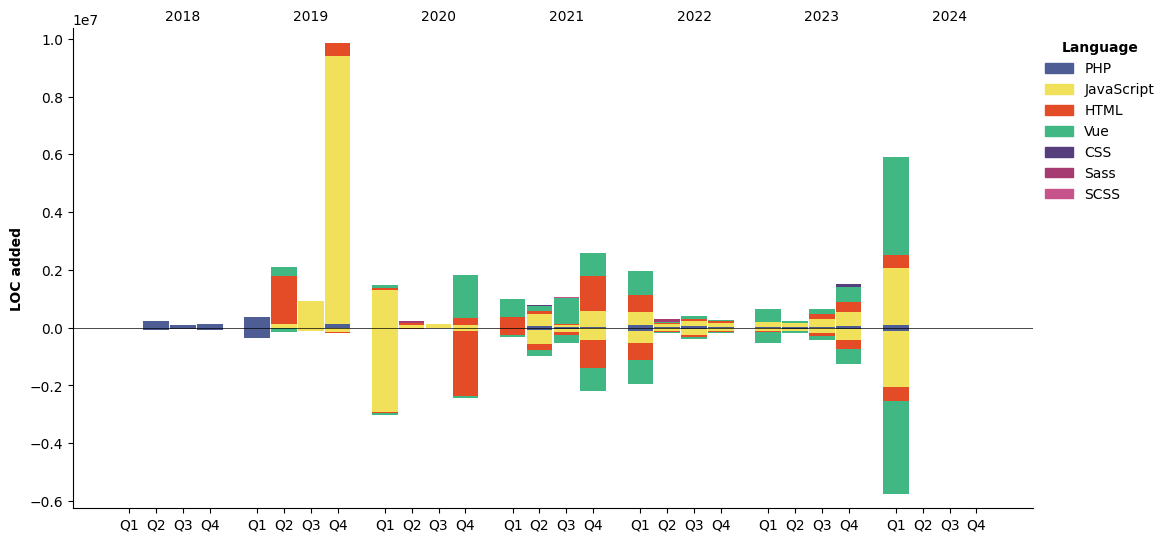 2018 2019 2020 2021 2022 2023 2024
1e7
Language
PHP
JavaScript
HTML
Vue
CSS
Sass
SCSS
LOC added
1.0
0.8
0.6
0.4
0.2
0.0
−0.2
−0.4
−0.6
Q1 Q2 Q3 Q4 Q1 Q2 Q3 Q4 Q1 Q2 Q3 Q4 Q1 Q2 Q3 Q4 Q1 Q2 Q3 Q4 Q1 Q2 Q3 Q4 Q1 Q2 Q3 Q4